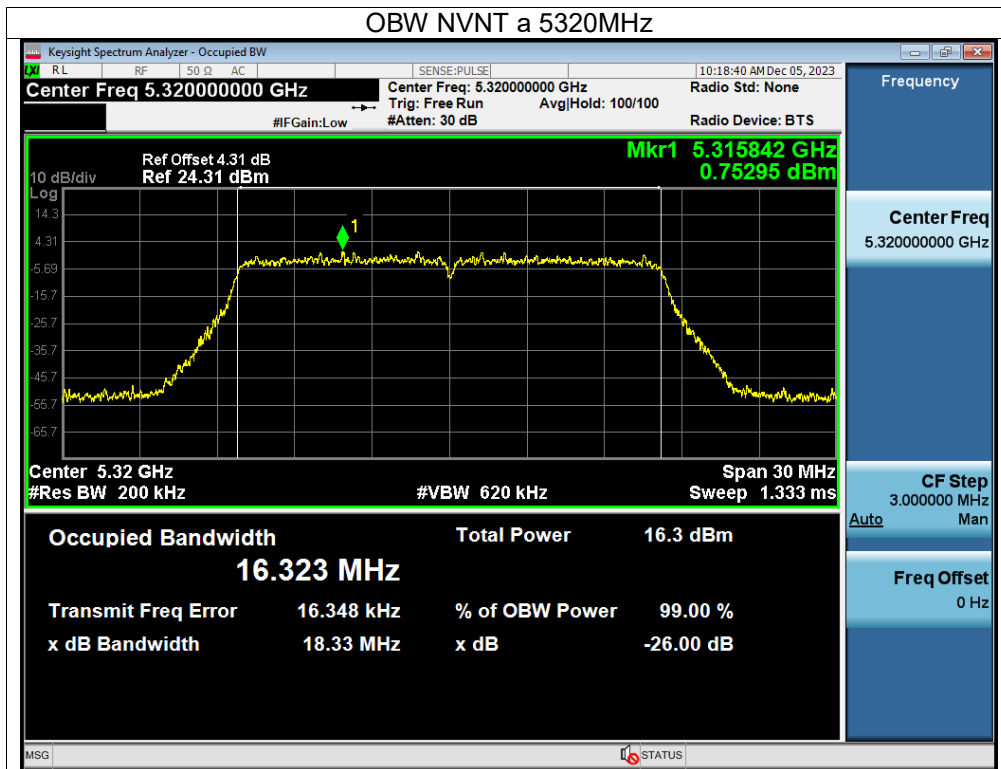 OBW NVNT a 5320MHz
Keysight Spectrum Analyzer - Occupied BW
LXI RL RF 50 Ω AC SENSE:PULSE 10:18:40 AM Dec 05, 2023
Center Freq 5.320000000 GHz
Center Freq: 5.320000000 GHz
Radio Std: None
Trig: Free Run Avg|Hold: 100/100
#IFGain:Low
#Atten: 30 dB
Radio Device: BTS
Frequency
Mkr1 5.315842 GHz
0.75295 dBm
Ref Offset 4.31 dB
10 dB/div Ref 24.31 dBm
Log
14.3
4.31
-5.69
-15.7
-25.7
-35.7
-45.7
-55.7
-65.7
1
Center 5.32 GHz Span 30 MHz
#Res BW 200 kHz #VBW 620 kHz Sweep 1.333 ms
Center Freq
5.320000000 GHz
CF Step
3.000000 MHz
Auto Man
Freq Offset
0 Hz
Occupied Bandwidth
16.323 MHz
Total Power 16.3 dBm
Transmit Freq Error 16.348 kHz % of OBW Power 99.00 %
x dB Bandwidth 18.33 MHz x dB -26.00 dB
MSG STATUS